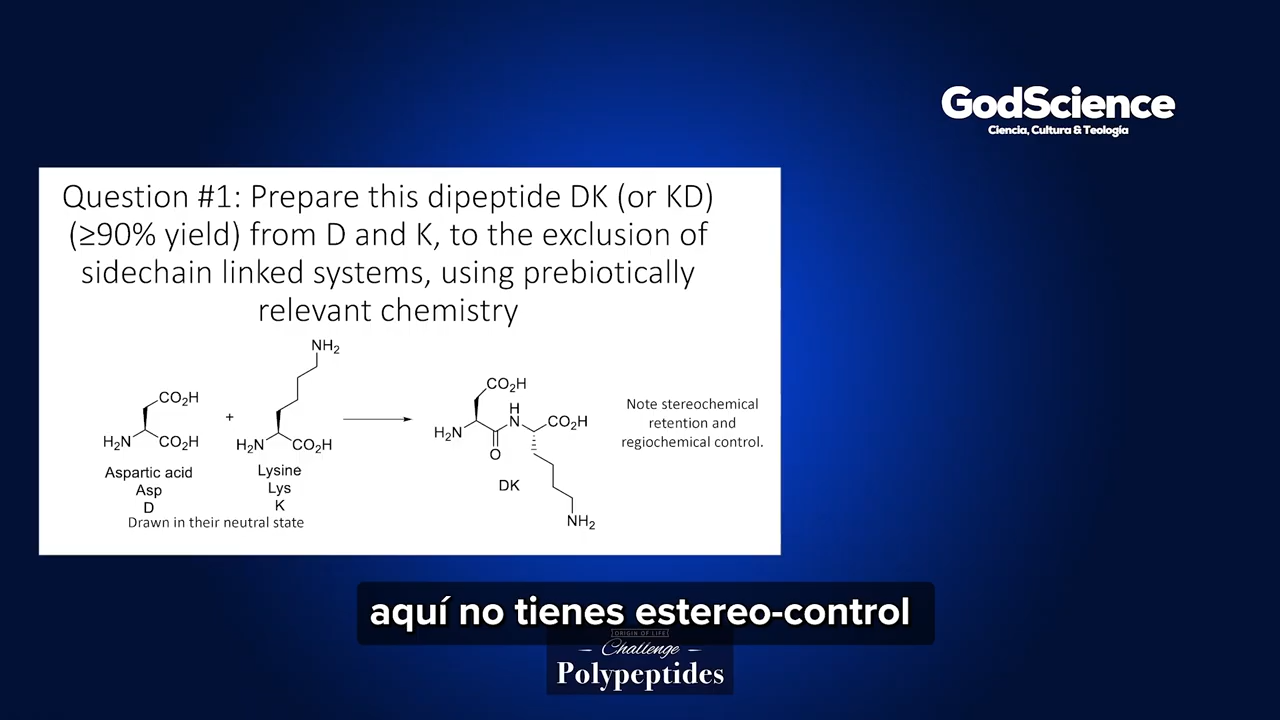 GodScience
Ciencia, Cultura & Teología
Question #1: Prepare this dipeptide DK (or KD)
(≥90% yield) from D and K, to the exclusion of
sidechain linked systems, using prebiotically
relevant chemistry
NH₂
CO₂H
H₂N
CO₂H
+
H₂N
CO₂H
CO₂H
H
N
CO₂H
H₂N
O
NH₂
Note stereochemical
retention and
regiochemical control.
Aspartic acid
Asp
D
Lysine
Lys
K
DK
Drawn in their neutral state
aquí no tienes estereo-control
ORIGIN OF LIFE
Challenge
Polypeptides